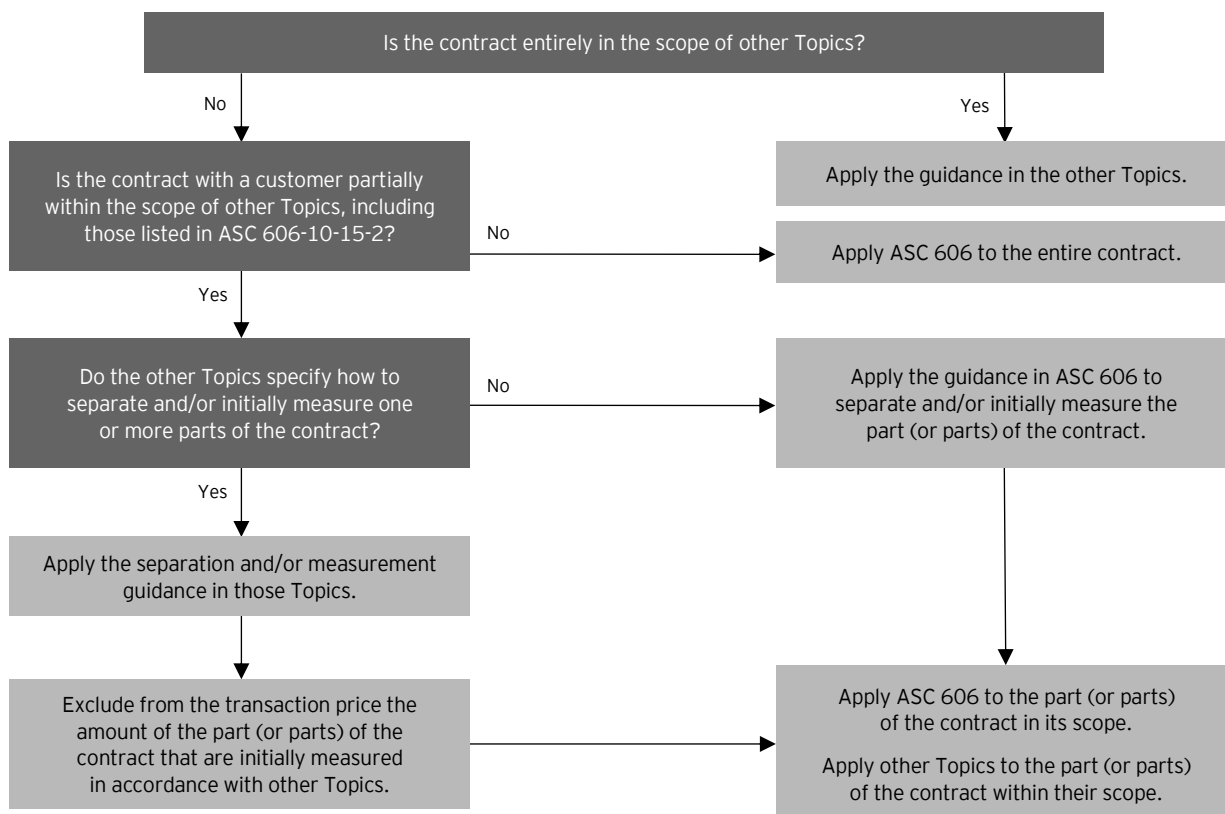 Is the contract entirely in the scope of other Topics?
No
Yes
Is the contract with a customer partially
within the scope of other Topics, including
those listed in ASC 606-10-15-2?
Apply the guidance in the other Topics.
No
Apply ASC 606 to the entire contract.
Yes
Do the other Topics specify how to
separate and/or initially measure one
or more parts of the contract?
No
Apply the guidance in ASC 606 to
separate and/or initially measure the
part (or parts) of the contract.
Yes
Apply the separation and/or measurement
guidance in those Topics.
Exclude from the transaction price the
amount of the part (or parts) of the
contract that are initially measured
in accordance with other Topics.
Apply ASC 606 to the part (or parts)
of the contract in its scope.
Apply other Topics to the part (or parts)
of the contract within their scope.